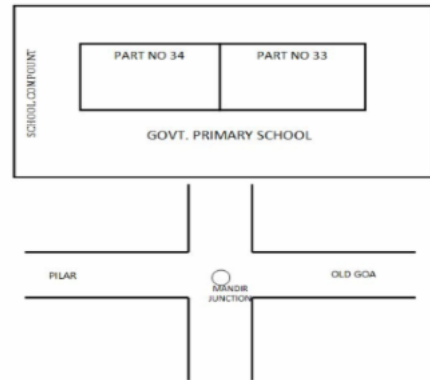 PART NO 34
PART NO 33
SCHOOL COMPOUNT
GOVT. PRIMARY SCHOOL
PILAR
OLD GOA
MANDIR
JUNCTION